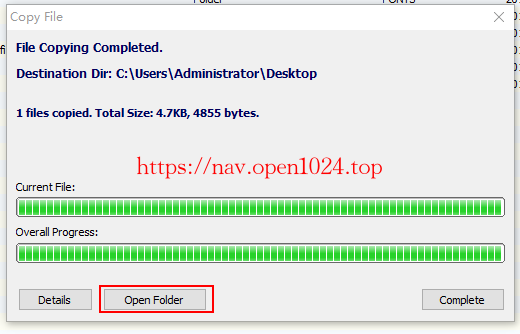 Folder
Copy File
File Copying Completed.
Destination Dir: C:\Users\Administrator\Desktop
1 files copied. Total Size: 4.7KB, 4855 bytes.
https://nav.open1024.top
Current File:
Overall Progress:
Details
Open Folder
Complete